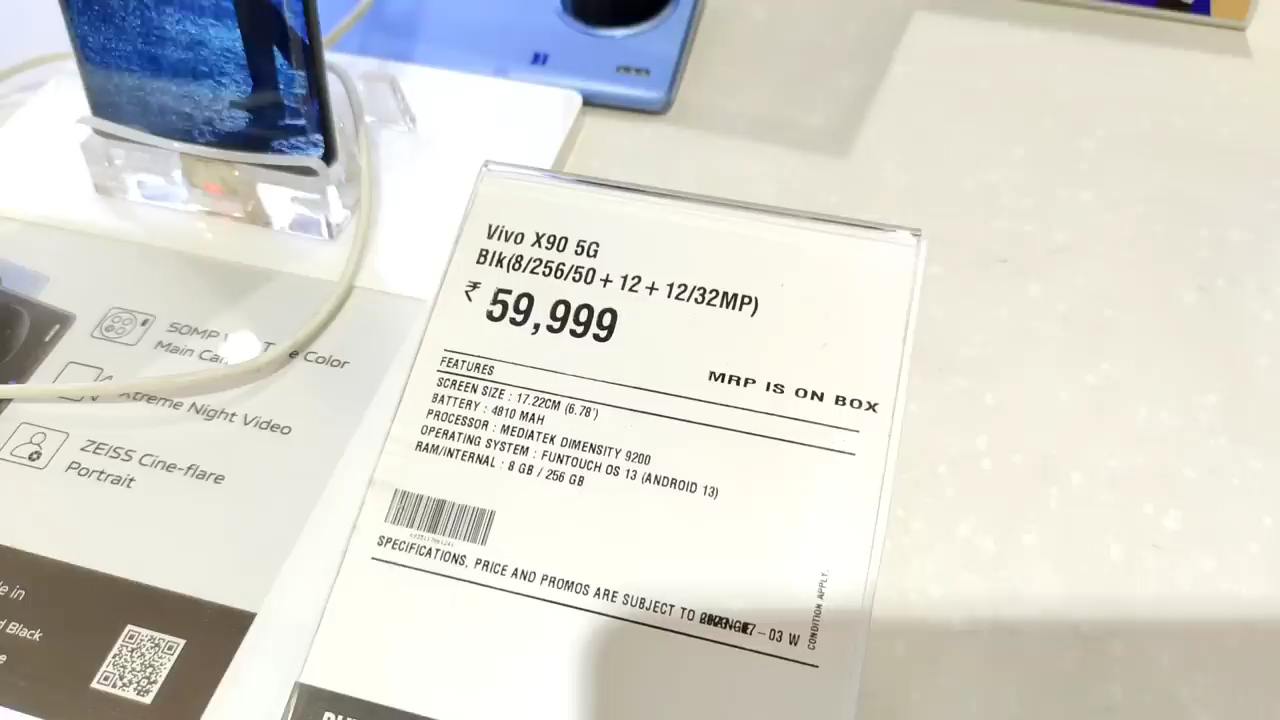 Vivo X90 5G
Blk(8/256/50 + 12 + 12/32MP)
₹ 59,999
FEATURES
MRP IS ON BOX
SCREEN SIZE : 17.22CM (6.78')
BATTERY : 4810 MAH
PROCESSOR : MEDIATEK DIMENSITY 9200
OPERATING SYSTEM : FUNTOUCH OS 13 (ANDROID 13)
RAM/INTERNAL : 8 GB / 256 GB
SPECIFICATIONS, PRICE AND PROMOS ARE SUBJECT TO CHANGE - 03 W
CONDITION APPLY.
50MP
Main e Color
Xtreme Night Video
ZEISS Cine-flare
Portrait
in
Black